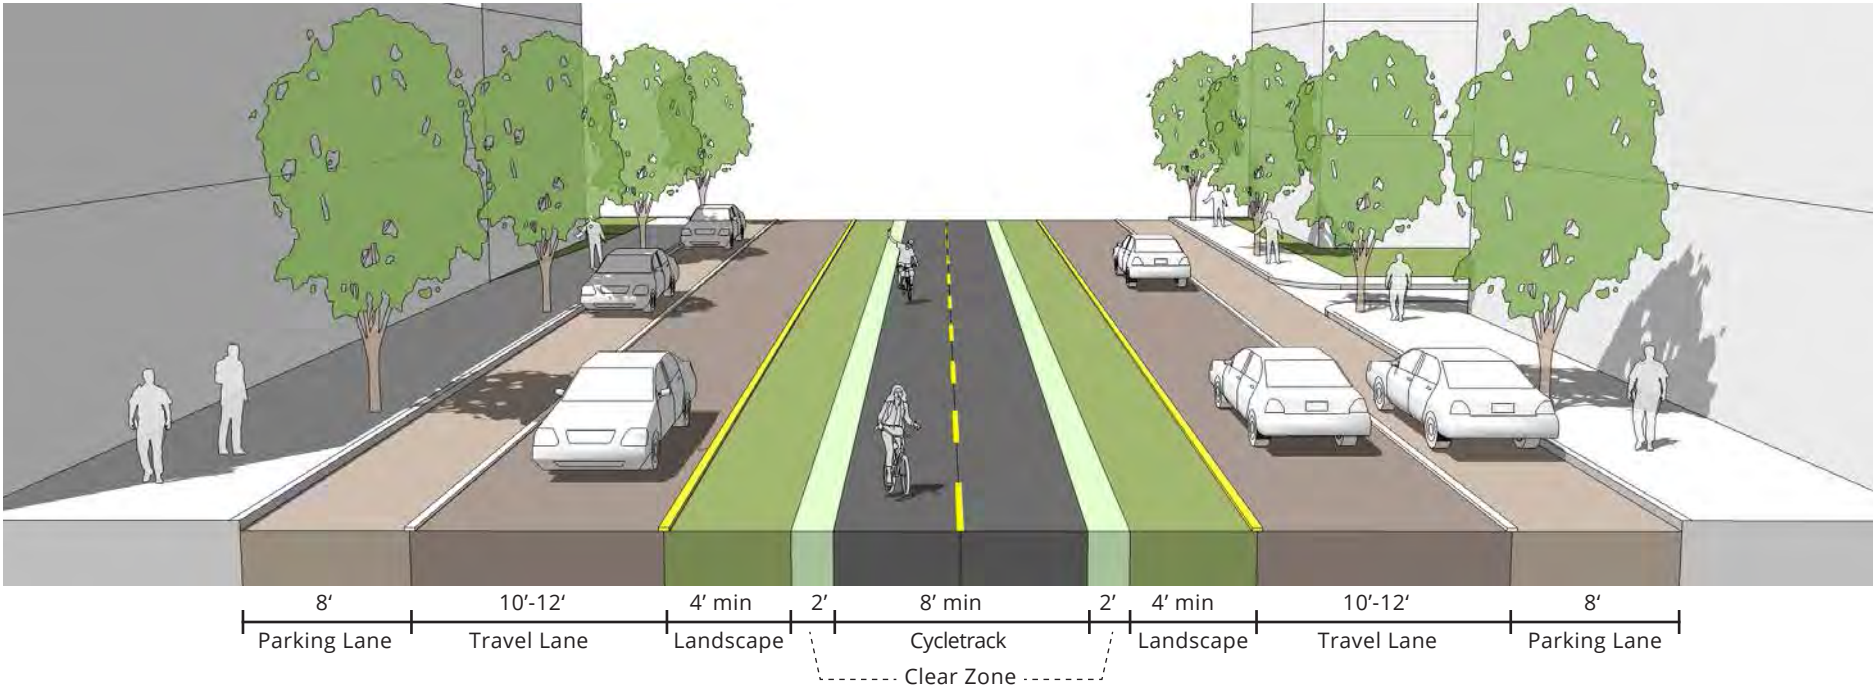 8‘ 10’-12‘ 4’ min 2’ 8’ min 2’ 4’ min 10’-12‘ 8‘
Parking Lane Travel Lane Landscape Cycletrack Landscape Travel Lane Parking Lane
Clear Zone